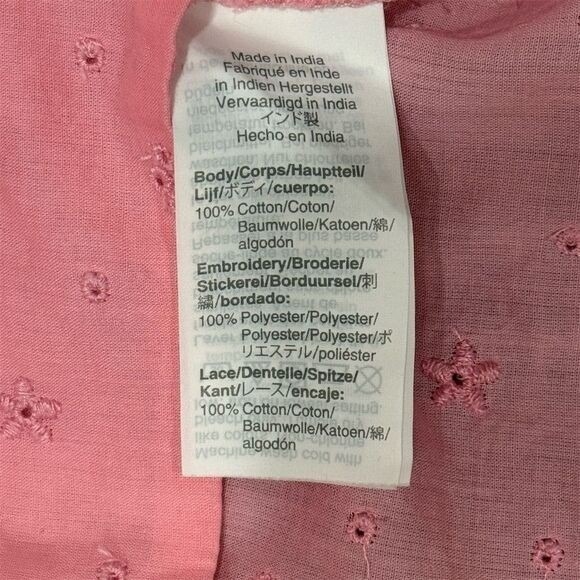 Made in India
Fabriqué en Inde
in Indien Hergestellt
Vervaardigd in India
インド製
Hecho en India
Body/Corps/Hauptteil/
Lijf/ボディ/cuerpo:
100% Cotton/Coton/
Baumwolle/Katoen/綿/
algodón
Embroidery/Broderie/
Stickerei/Borduursel/刺
繍/bordado:
100% Polyester/Polyester/
Polyester/Polyester/ポ
リエステル/poliéster
Lace/Dentelle/Spitze/
Kant/レース/encaje:
100% Cotton/Coton/
Baumwolle/Katoen/綿/
algodón